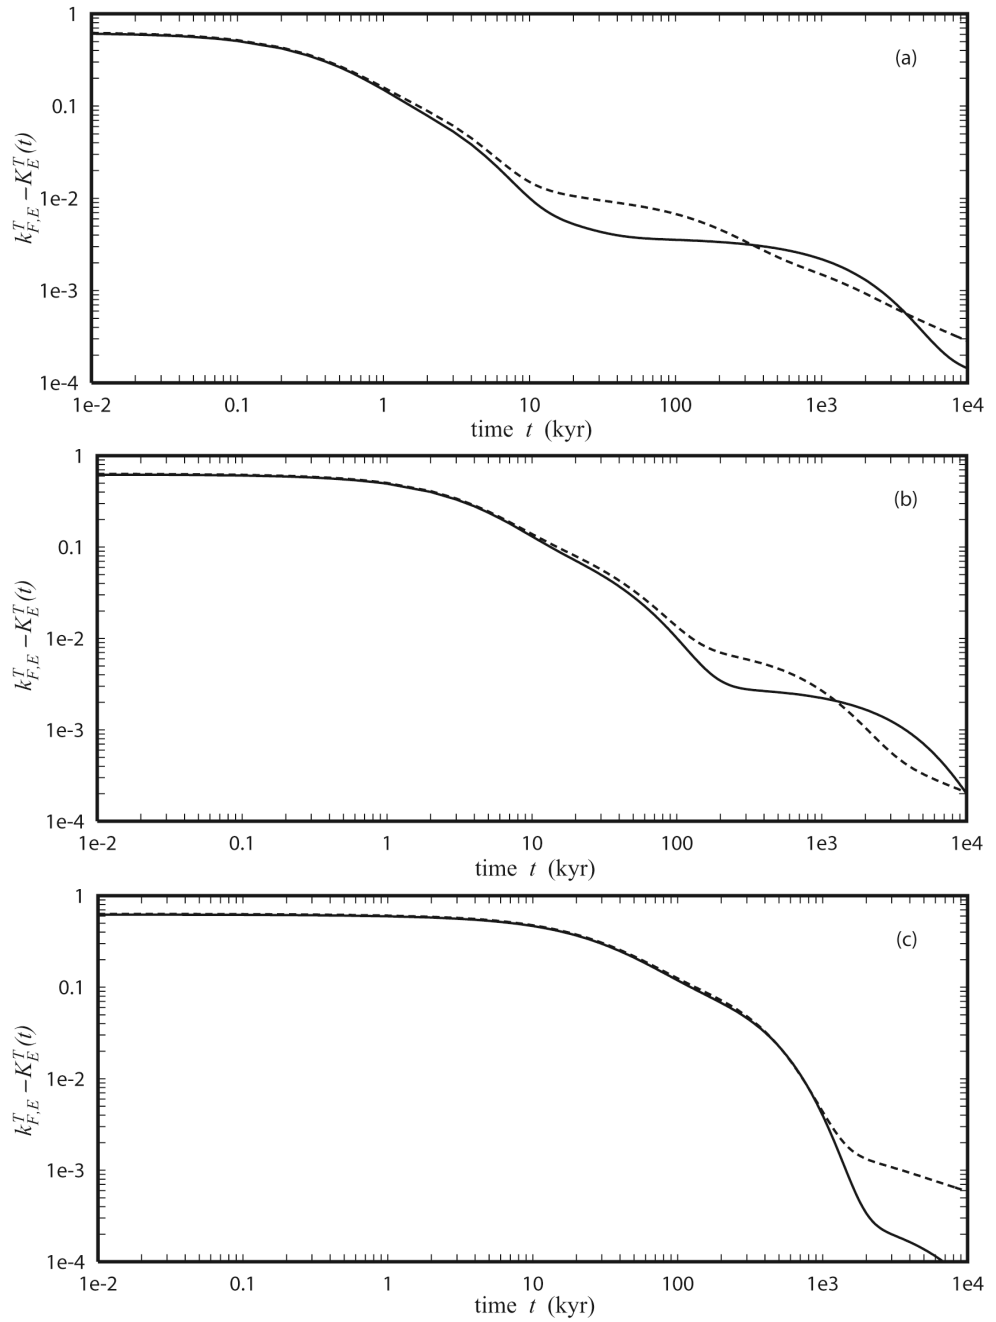 1
(a)
0.1
k^T_{F,E} − K^T_E(t)
1e-2
1e-3
1e-4
1e-2 0.1 1 10 100 1e3 1e4
time t (kyr)
1
(b)
0.1
k^T_{F,E} − K^T_E(t)
1e-2
1e-3
1e-4
1e-2 0.1 1 10 100 1e3 1e4
time t (kyr)
1
(c)
0.1
k^T_{F,E} − K^T_E(t)
1e-2
1e-3
1e-4
1e-2 0.1 1 10 100 1e3 1e4
time t (kyr)